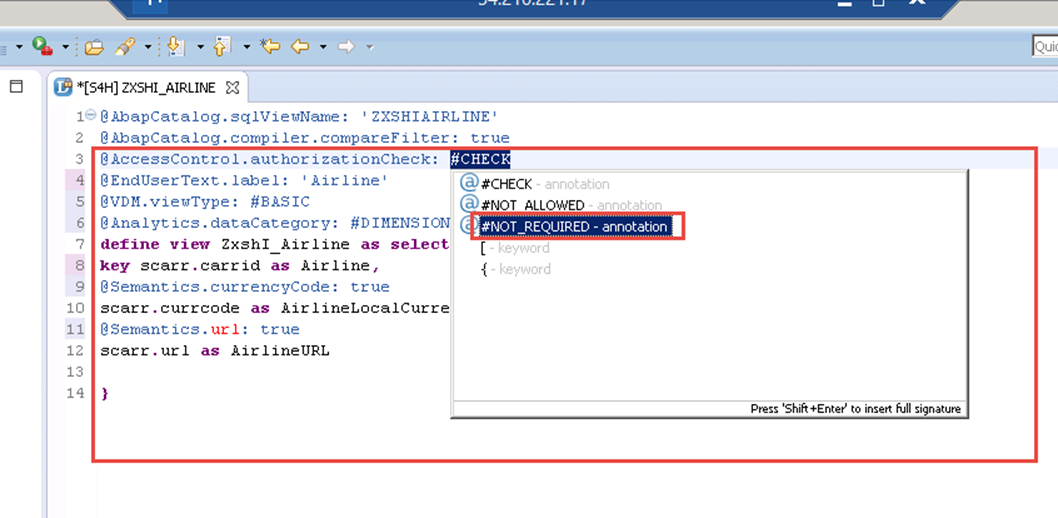 54.210.221.17
Quic
*[S4H] ZXSHI_AIRLINE
1 @AbapCatalog.sqlViewName: 'ZXSHIAIRLINE'
2 @AbapCatalog.compiler.compareFilter: true
3 @AccessControl.authorizationCheck: #CHECK
4 @EndUserText.label: 'Airline'
5 @VDM.viewType: #BASIC
6 @Analytics.dataCategory: #DIMENSION
7 define view ZxshI_Airline as select
8 key scarr.carrid as Airline,
9 @Semantics.currencyCode: true
10 scarr.currcode as AirlineLocalCurre
11 @Semantics.url: true
12 scarr.url as AirlineURL
13
14 }
@ #CHECK - annotation
@ #NOT_ALLOWED - annotation
@ #NOT_REQUIRED - annotation
[ - keyword
{ - keyword
Press 'Shift+Enter' to insert full signature